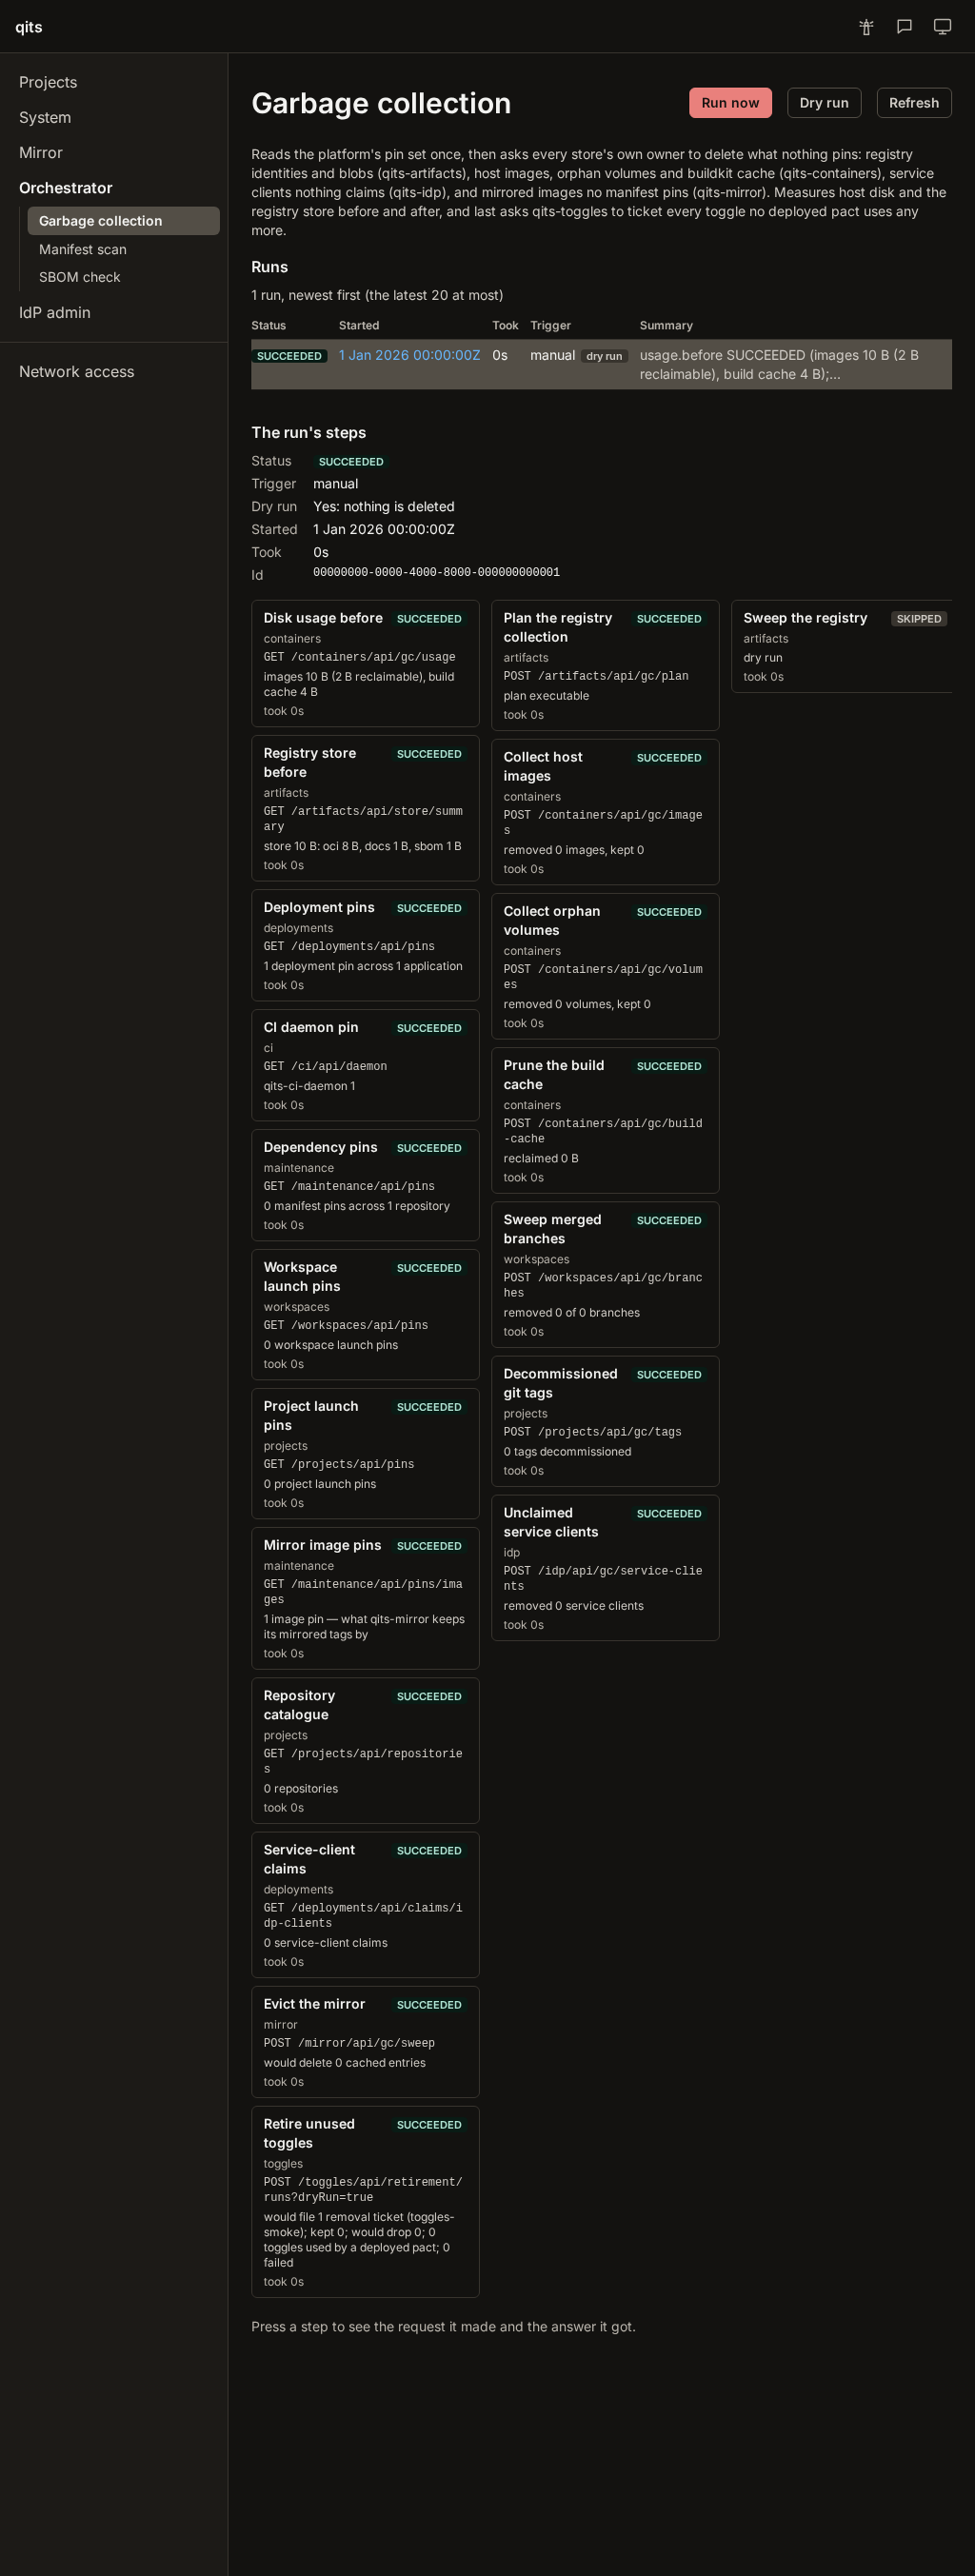 qits
Projects
System
Mirror
Orchestrator
Garbage collection
Manifest scan
SBOM check
IdP admin
Network access
Garbage collection
Run now
Dry run
Refresh
Reads the platform's pin set once, then asks every store's own owner to delete what nothing pins: registry
identities and blobs (qits-artifacts), host images, orphan volumes and buildkit cache (qits-containers), service
clients nothing claims (qits-idp), and mirrored images no manifest pins (qits-mirror). Measures host disk and the
registry store before and after, and last asks qits-toggles to ticket every toggle no deployed pact uses any
more.
Runs
1 run, newest first (the latest 20 at most)
Status Started Took Trigger Summary
SUCCEEDED 1 Jan 2026 00:00:00Z 0s manual dry run usage.before SUCCEEDED (images 10 B (2 B
reclaimable), build cache 4 B);...
The run's steps
Status SUCCEEDED
Trigger manual
Dry run Yes: nothing is deleted
Started 1 Jan 2026 00:00:00Z
Took 0s
Id 00000000-0000-4000-8000-000000000001
Disk usage before SUCCEEDED
containers
GET /containers/api/gc/usage
images 10 B (2 B reclaimable), build
cache 4 B
took 0s
Registry store
before
SUCCEEDED
artifacts
GET /artifacts/api/store/summ
ary
store 10 B: oci 8 B, docs 1 B, sbom 1 B
took 0s
Deployment pins SUCCEEDED
deployments
GET /deployments/api/pins
1 deployment pin across 1 application
took 0s
CI daemon pin SUCCEEDED
ci
GET /ci/api/daemon
qits-ci-daemon 1
took 0s
Dependency pins SUCCEEDED
maintenance
GET /maintenance/api/pins
0 manifest pins across 1 repository
took 0s
Workspace
launch pins
SUCCEEDED
workspaces
GET /workspaces/api/pins
0 workspace launch pins
took 0s
Project launch
pins
SUCCEEDED
projects
GET /projects/api/pins
0 project launch pins
took 0s
Mirror image pins SUCCEEDED
maintenance
GET /maintenance/api/pins/ima
ges
1 image pin — what qits-mirror keeps
its mirrored tags by
took 0s
Repository
catalogue
SUCCEEDED
projects
GET /projects/api/repositorie
s
0 repositories
took 0s
Service-client
claims
SUCCEEDED
deployments
GET /deployments/api/claims/i
dp-clients
0 service-client claims
took 0s
Evict the mirror SUCCEEDED
mirror
POST /mirror/api/gc/sweep
would delete 0 cached entries
took 0s
Retire unused
toggles
SUCCEEDED
toggles
POST /toggles/api/retirement/
runs?dryRun=true
would file 1 removal ticket (toggles-
smoke); kept 0; would drop 0; 0
toggles used by a deployed pact; 0
failed
took 0s
Plan the registry
collection
SUCCEEDED
artifacts
POST /artifacts/api/gc/plan
plan executable
took 0s
Collect host
images
SUCCEEDED
containers
POST /containers/api/gc/image
s
removed 0 images, kept 0
took 0s
Collect orphan
volumes
SUCCEEDED
containers
POST /containers/api/gc/volum
es
removed 0 volumes, kept 0
took 0s
Prune the build
cache
SUCCEEDED
containers
POST /containers/api/gc/build
-cache
reclaimed 0 B
took 0s
Sweep merged
branches
SUCCEEDED
workspaces
POST /workspaces/api/gc/branc
hes
removed 0 of 0 branches
took 0s
Decommissioned
git tags
SUCCEEDED
projects
POST /projects/api/gc/tags
0 tags decommissioned
took 0s
Unclaimed
service clients
SUCCEEDED
idp
POST /idp/api/gc/service-clie
nts
removed 0 service clients
took 0s
Sweep the registry SKIPPED
artifacts
dry run
took 0s
Press a step to see the request it made and the answer it got.